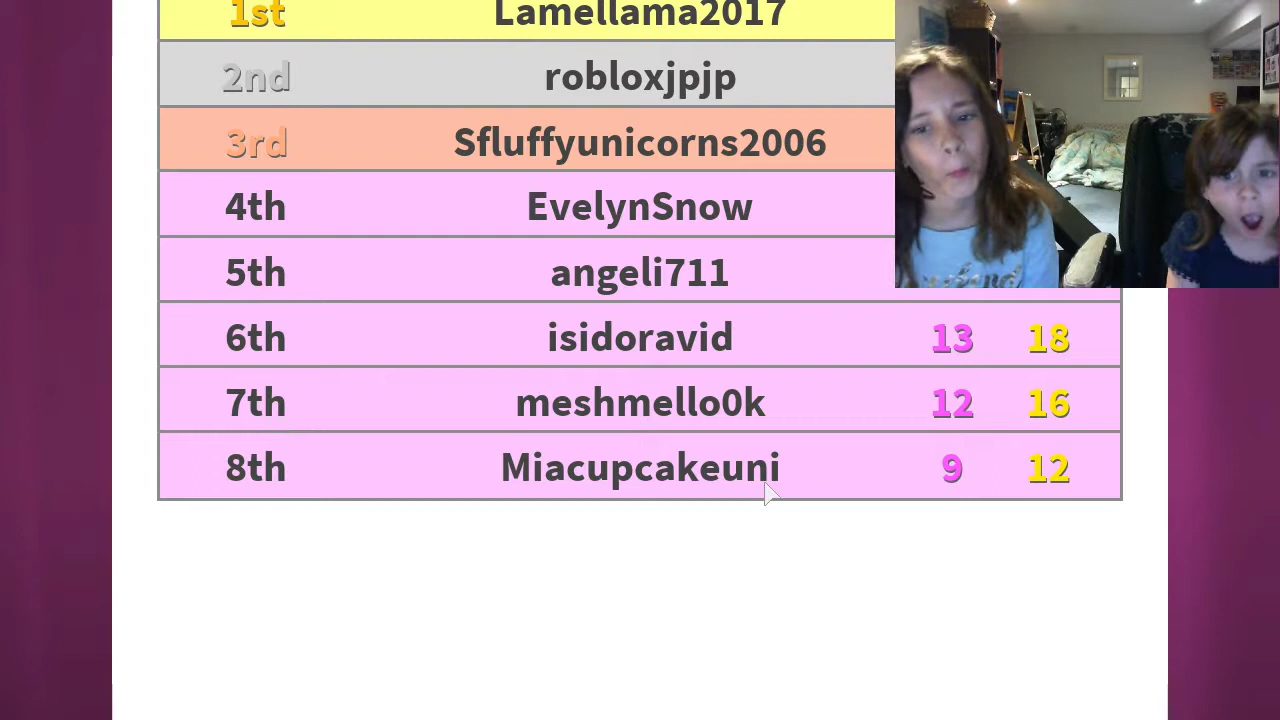 1st Lamellama2017
2nd robloxjpjp
3rd Sfluffyunicorns2006
4th EvelynSnow
5th angeli711
6th isidoravid 13 18
7th meshmello0k 12 16
8th Miacupcakeuni 9 12